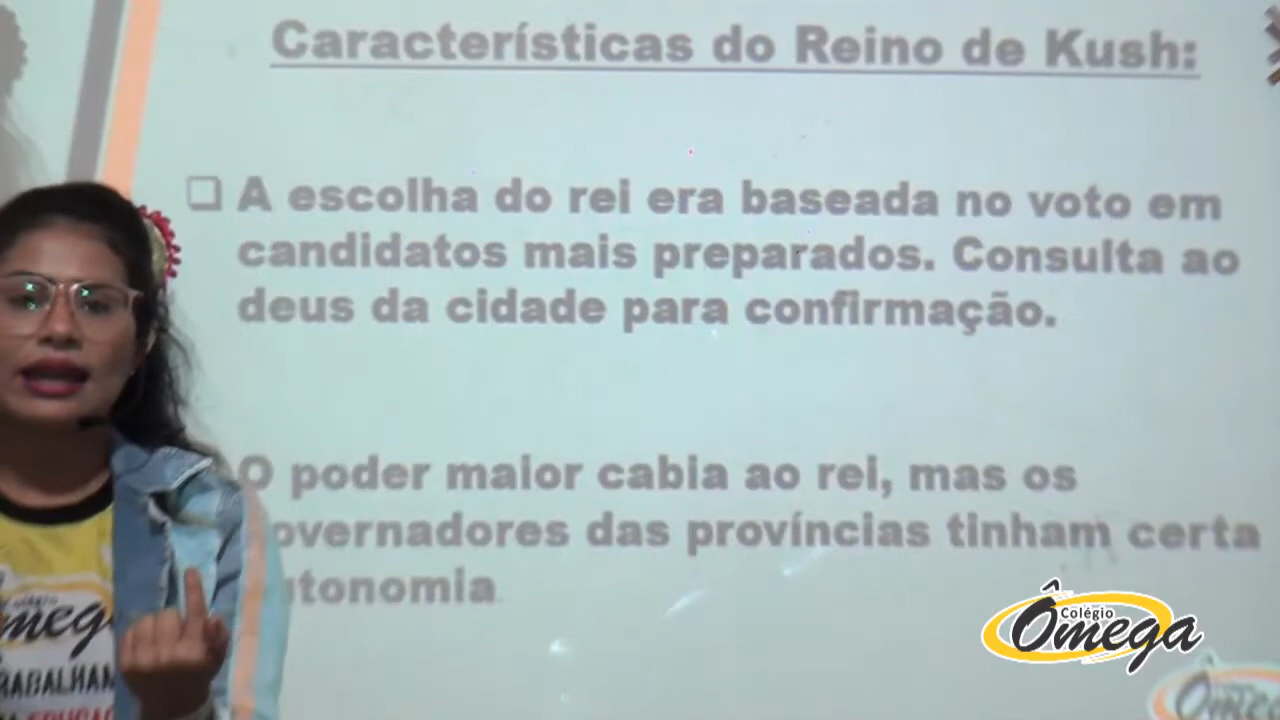 Características do Reino de Kush:
A escolha do rei era baseada no voto em
candidatos mais preparados. Consulta ao
deus da cidade para confirmação.
O poder maior cabia ao rei, mas os
overnadores das províncias tinham certa
tonomia
Colégio
Ômega